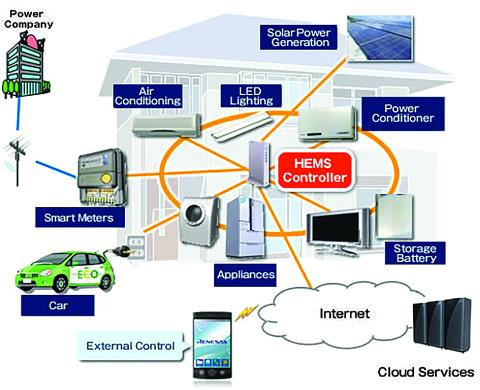 Power
Company
Solar Power
Generation
Air
Conditioning
LED
Lighting
Power
Conditioner
HEMS
Controller
Smart Meters
Storage
Battery
Appliances
ECO
Car
Internet
RENESAS
External Control
Cloud Services